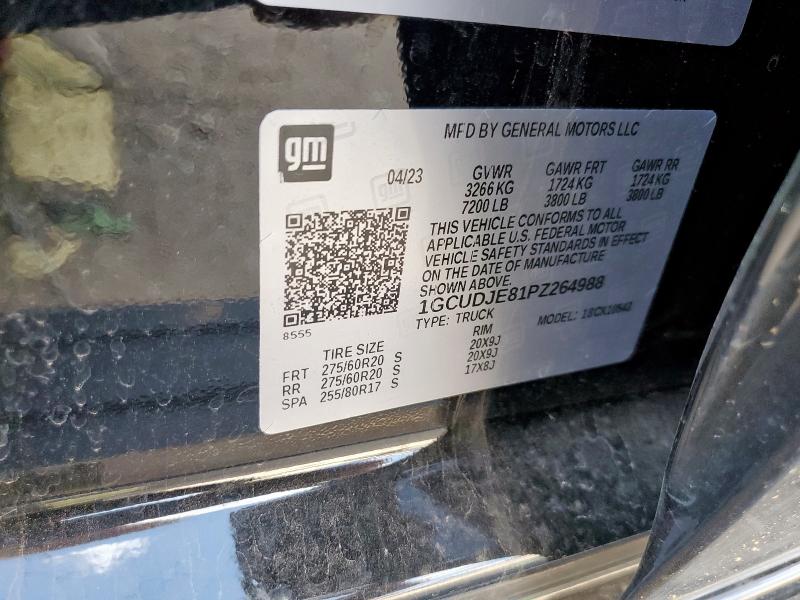 gm
MFD BY GENERAL MOTORS LLC
04/23
GVWR GAWR FRT GAWR RR
3266 KG 1724 KG 1724 KG
7200 LB 3800 LB 3800 LB
THIS VEHICLE CONFORMS TO ALL
APPLICABLE U.S. FEDERAL MOTOR
VEHICLE SAFETY STANDARDS IN EFFECT
ON THE DATE OF MANUFACTURE
SHOWN ABOVE.
1GCUDJE81PZ264988
TYPE: TRUCK MODEL: 18CK10543
8555
TIRE SIZE RIM
FRT 275/60R20 S 20X9J
RR 275/60R20 S 20X9J
SPA 255/80R17 S 17X8J